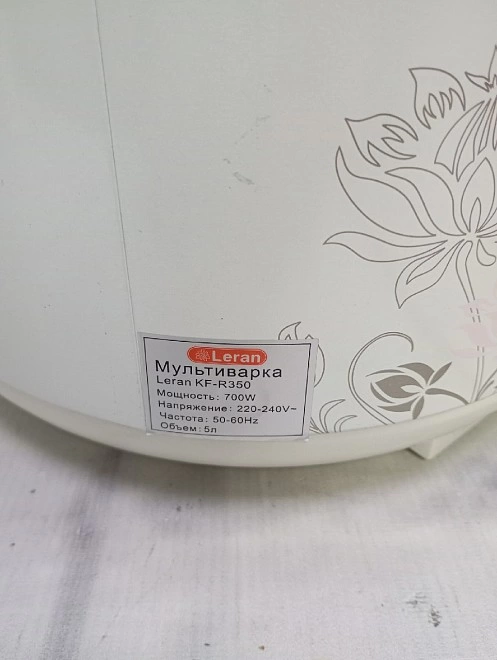 Leran
Мультиварка
Leran KF-R350
Мощность: 700W
Напряжение: 220-240V~
Частота: 50-60Hz
Объем: 5л